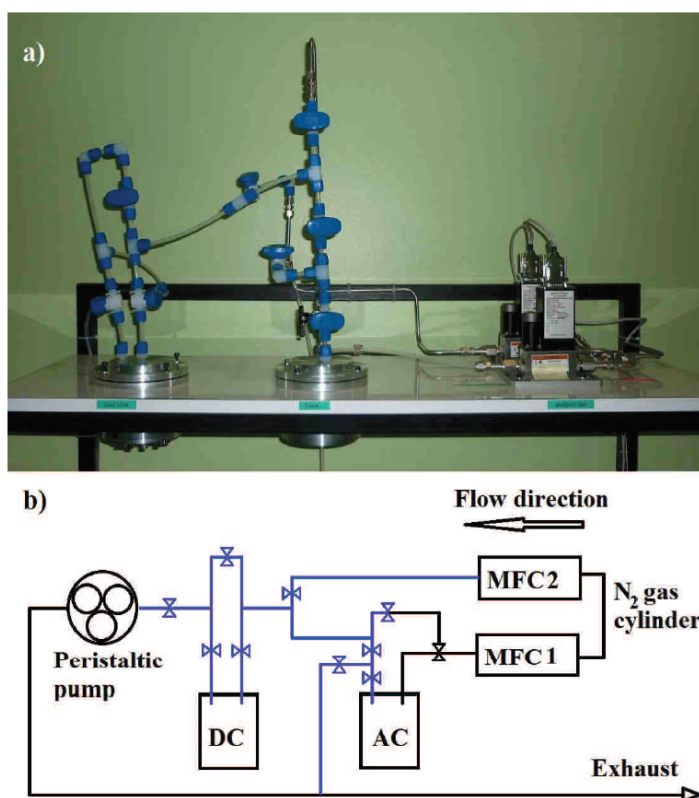 a)
b)
Flow direction
MFC2
N2 gas
cylinder
MFC1
Peristaltic
pump
DC
AC
Exhaust